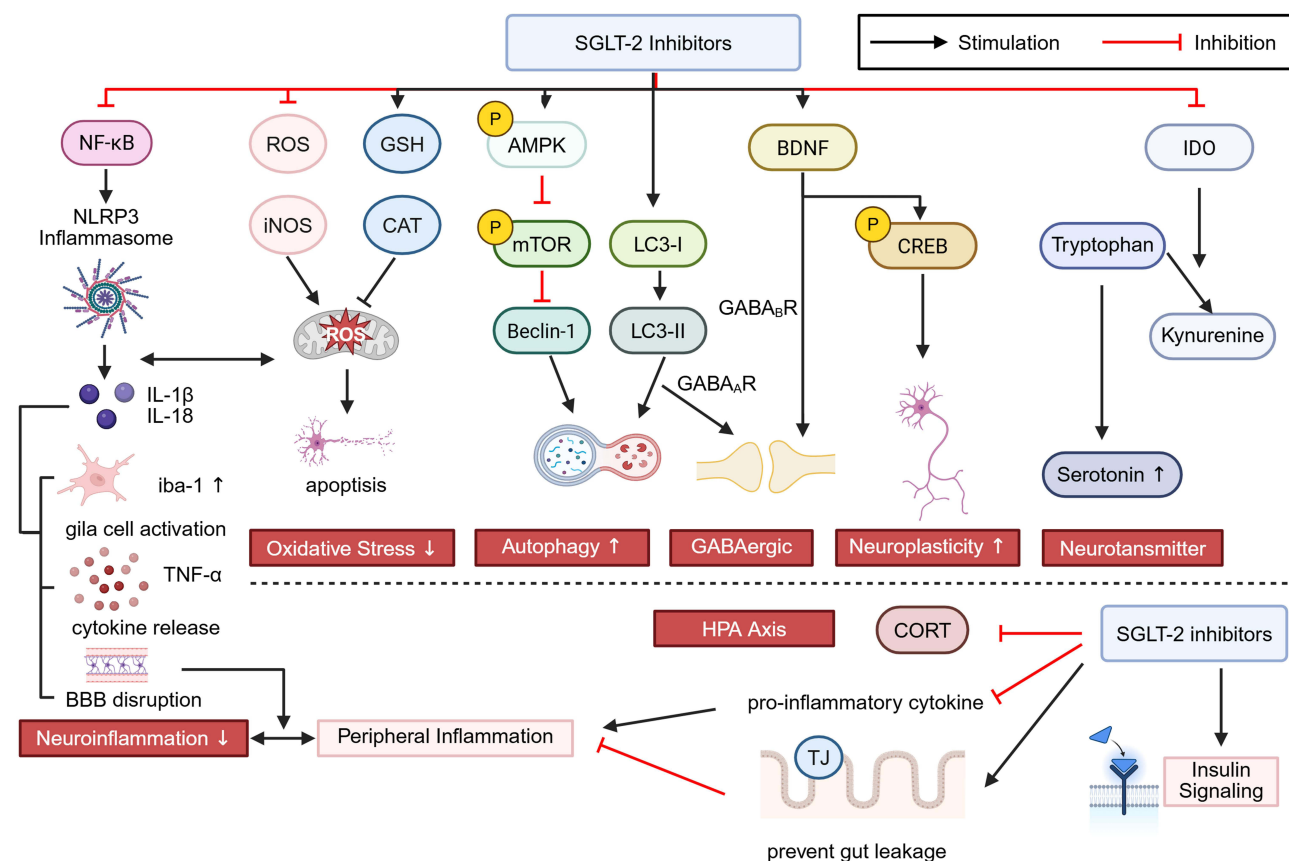 SGLT-2 Inhibitors
Stimulation
Inhibition
NF-κB
ROS
GSH
P
AMPK
BDNF
IDO
NLRP3
Inflammasome
iNOS
CAT
P
mTOR
LC3-I
P
CREB
Tryptophan
ROS
Beclin-1
LC3-II
GABABR
Kynurenine
IL-1β
IL-18
GABAAR
iba-1 ↑
apoptisis
Serotonin ↑
gila cell activation
Oxidative Stress ↓
Autophagy ↑
GABAergic
Neuroplasticity ↑
Neurotansmitter
TNF-α
cytokine release
HPA Axis
CORT
SGLT-2 inhibitors
BBB disruption
pro-inflammatory cytokine
Neuroinflammation ↓
Peripheral Inflammation
TJ
Insulin
Signaling
prevent gut leakage